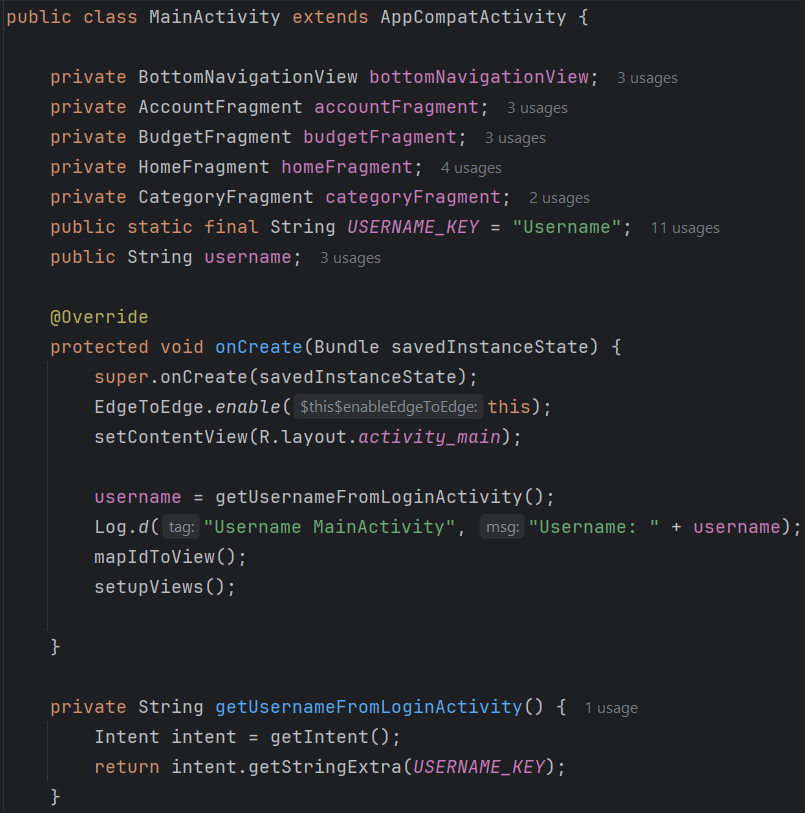 public class MainActivity extends AppCompatActivity {
private BottomNavigationView bottomNavigationView; 3 usages
private AccountFragment accountFragment; 3 usages
private BudgetFragment budgetFragment; 3 usages
private HomeFragment homeFragment; 4 usages
private CategoryFragment categoryFragment; 2 usages
public static final String USERNAME_KEY = "Username"; 11 usages
public String username; 3 usages
@Override
protected void onCreate(Bundle savedInstanceState) {
super.onCreate(savedInstanceState);
EdgeToEdge.enable( $this$enableEdgeToEdge: this);
setContentView(R.layout.activity_main);
username = getUsernameFromLoginActivity();
Log.d( tag: "Username MainActivity", msg: "Username: " + username);
mapIdToView();
setupViews();
}
private String getUsernameFromLoginActivity() { 1 usage
Intent intent = getIntent();
return intent.getStringExtra(USERNAME_KEY);
}